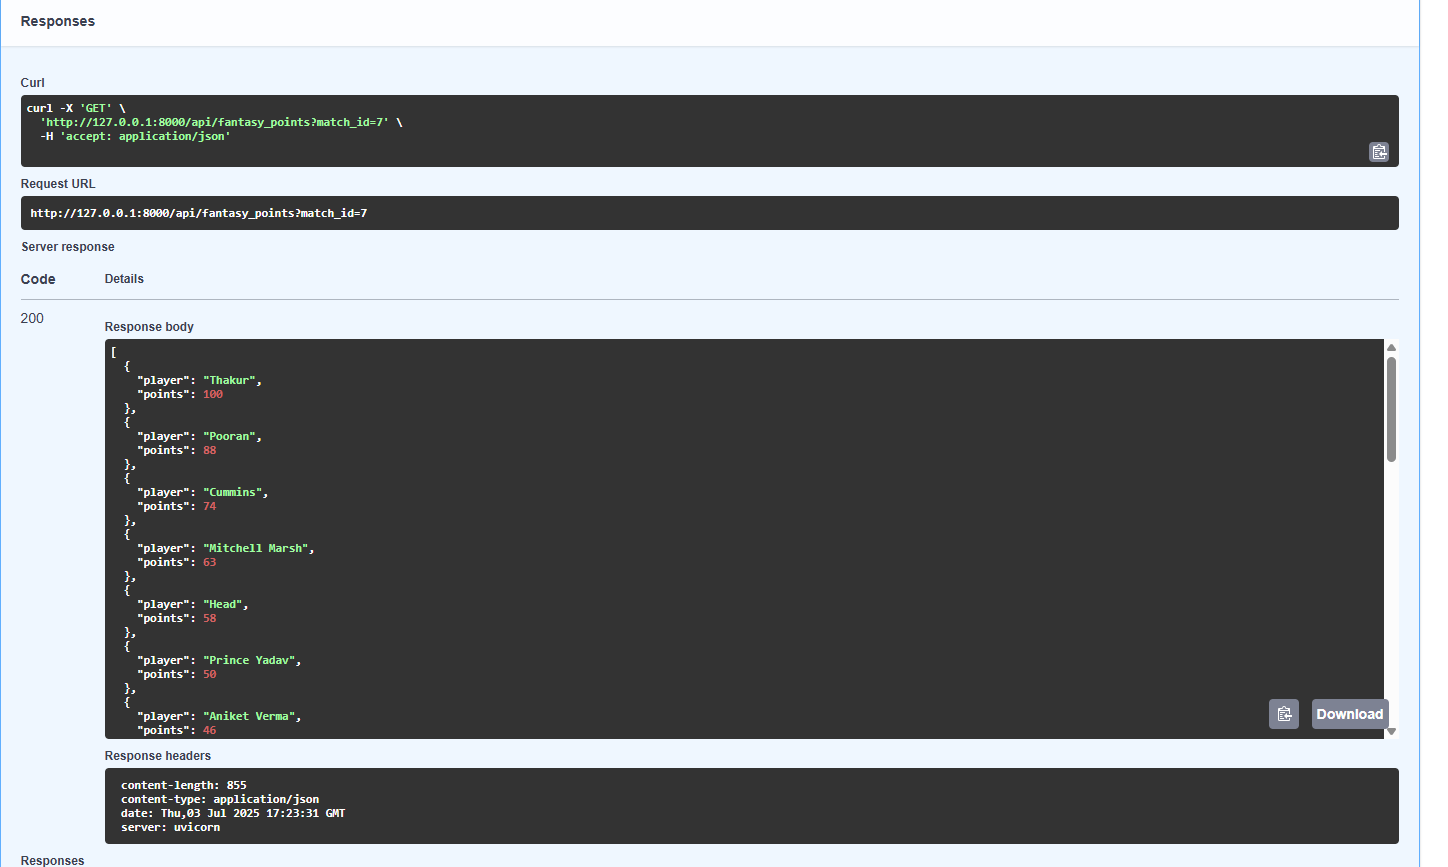 Responses
Curl
curl -X 'GET' \
  'http://127.0.0.1:8000/api/fantasy_points?match_id=7' \
  -H 'accept: application/json'
Request URL
http://127.0.0.1:8000/api/fantasy_points?match_id=7
Server response
Code Details
200
Response body
[
  {
    "player": "Thakur",
    "points": 100
  },
  {
    "player": "Pooran",
    "points": 88
  },
  {
    "player": "Cummins",
    "points": 74
  },
  {
    "player": "Mitchell Marsh",
    "points": 63
  },
  {
    "player": "Head",
    "points": 58
  },
  {
    "player": "Prince Yadav",
    "points": 50
  },
  {
    "player": "Aniket Verma",
    "points": 46
Download
Response headers
content-length: 855
content-type: application/json
date: Thu,03 Jul 2025 17:23:31 GMT
server: uvicorn
Responses